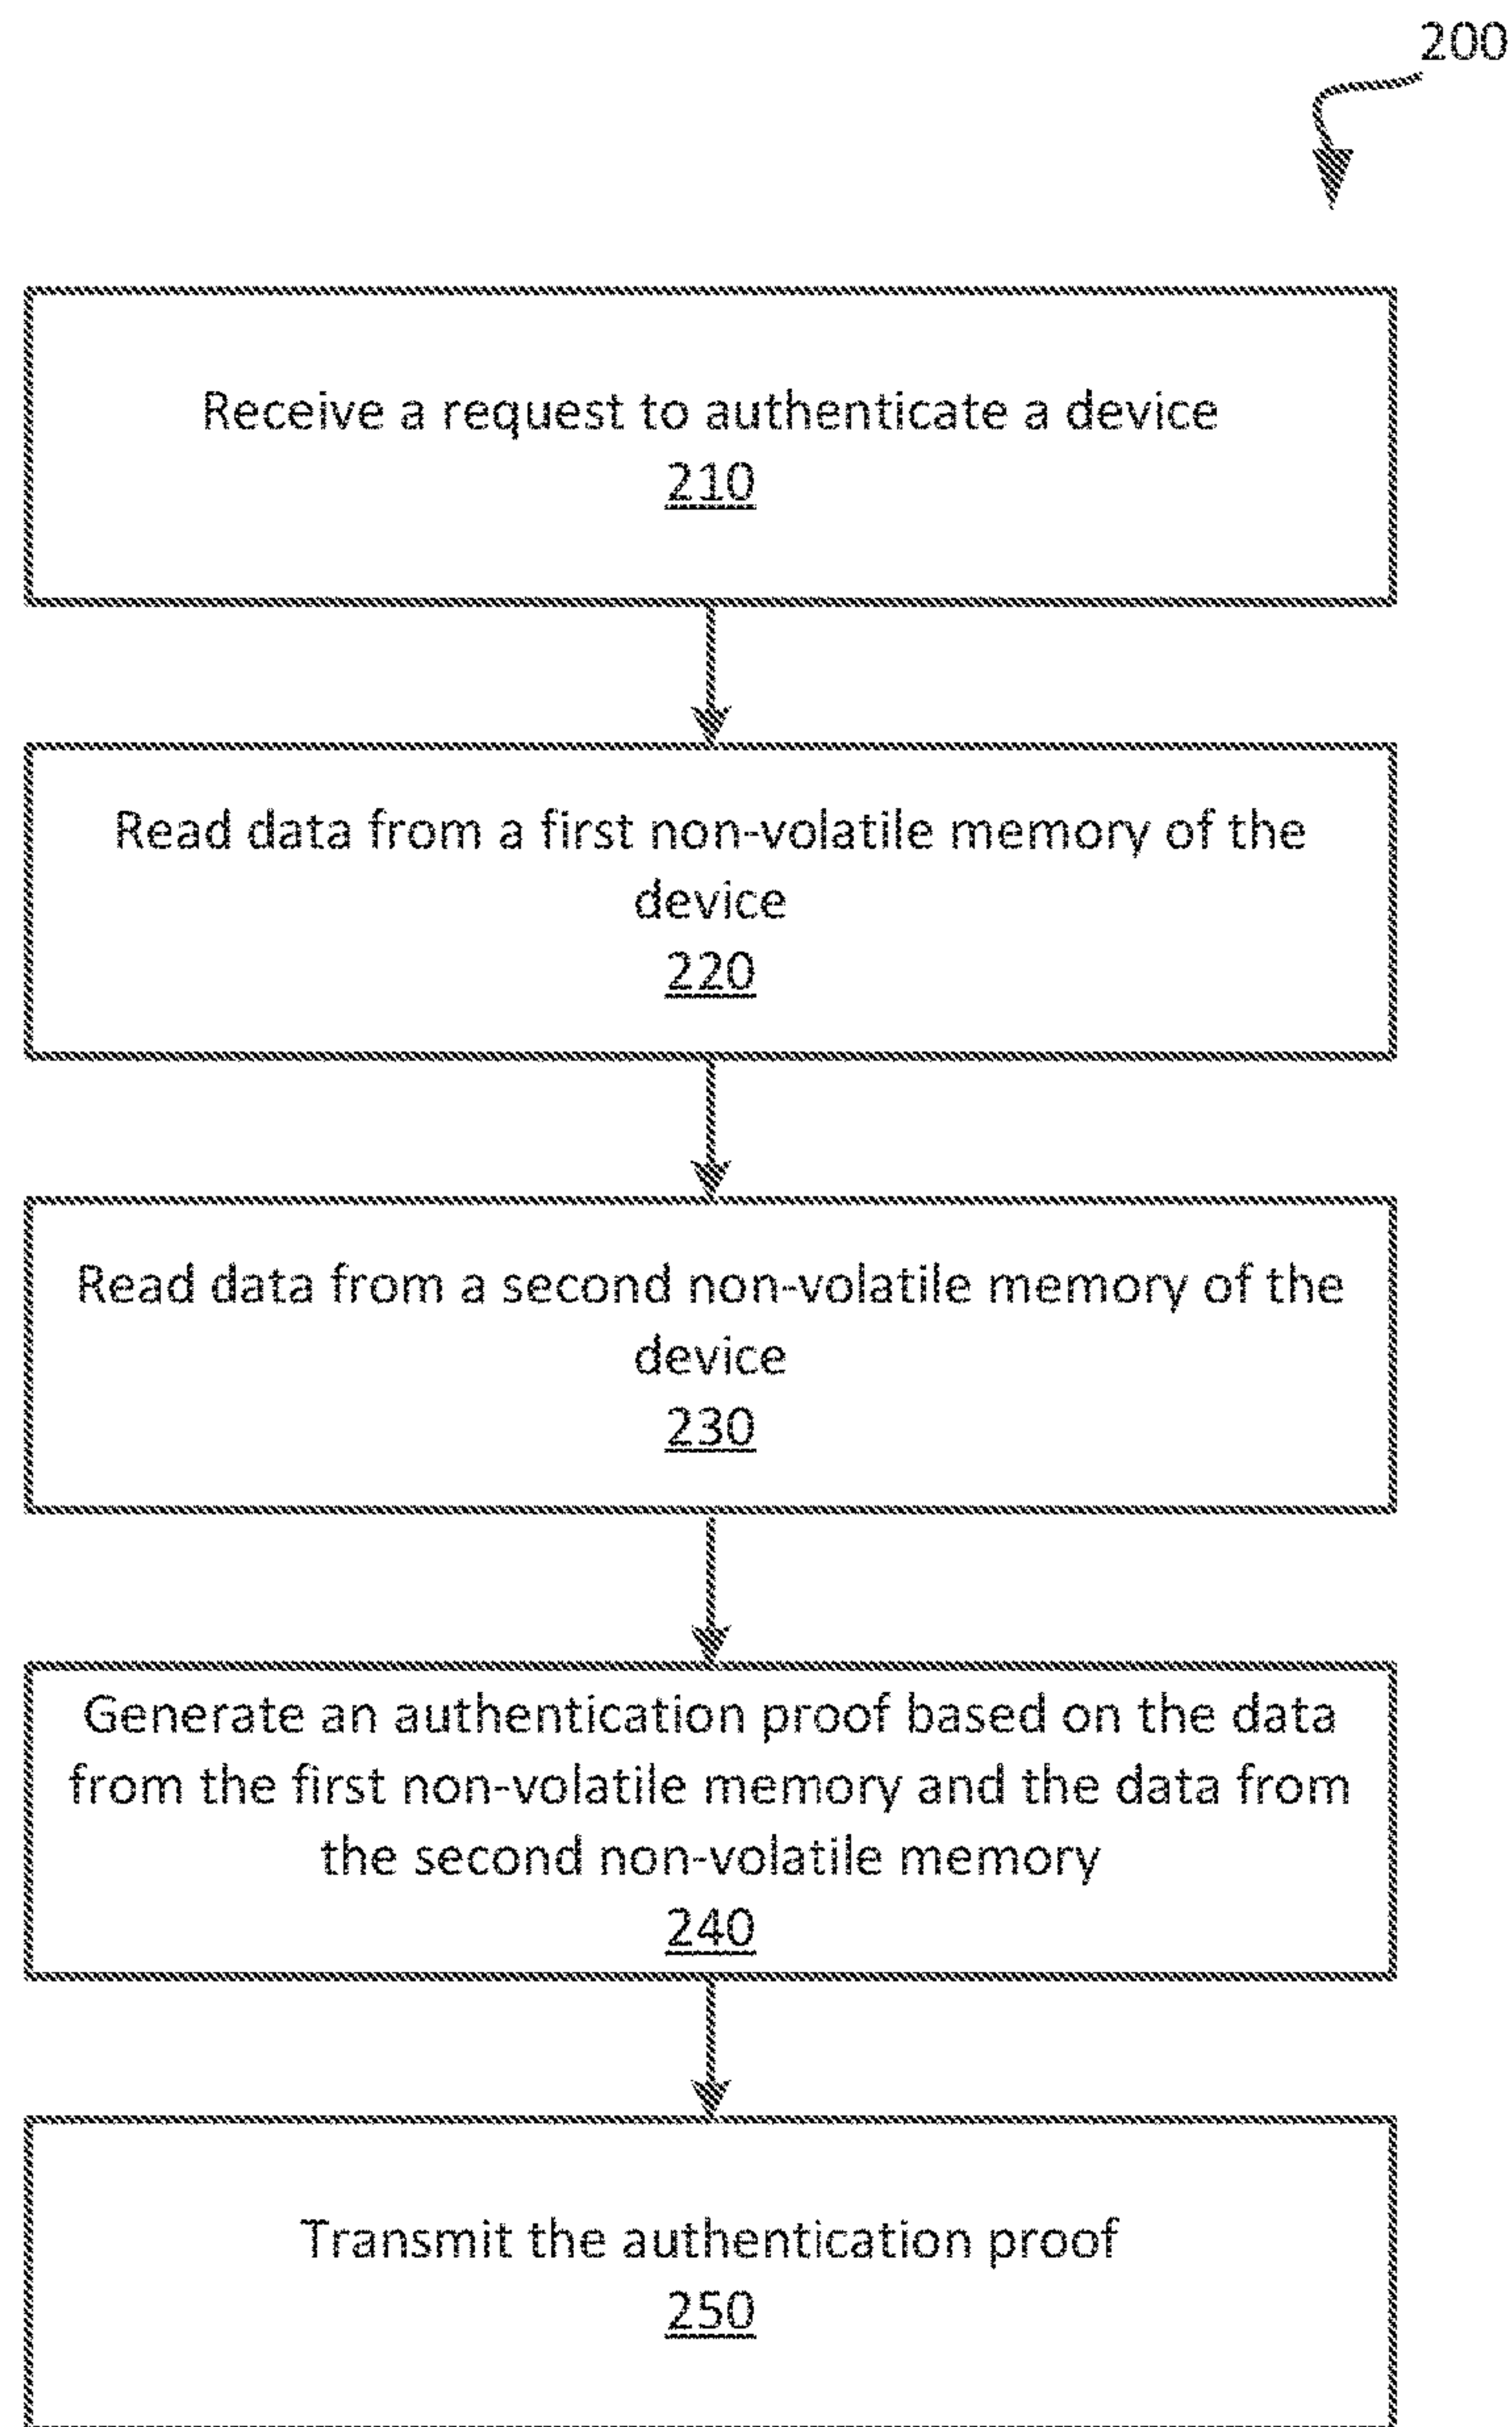 200
Receive a request to authenticate a device
210
Read data from a first non-volatile memory of the
device
220
Read data from a second non-volatile memory of the
device
230
Generate an authentication proof based on the data
from the first non-volatile memory and the data from
the second non-volatile memory
240
Transmit the authentication proof
250